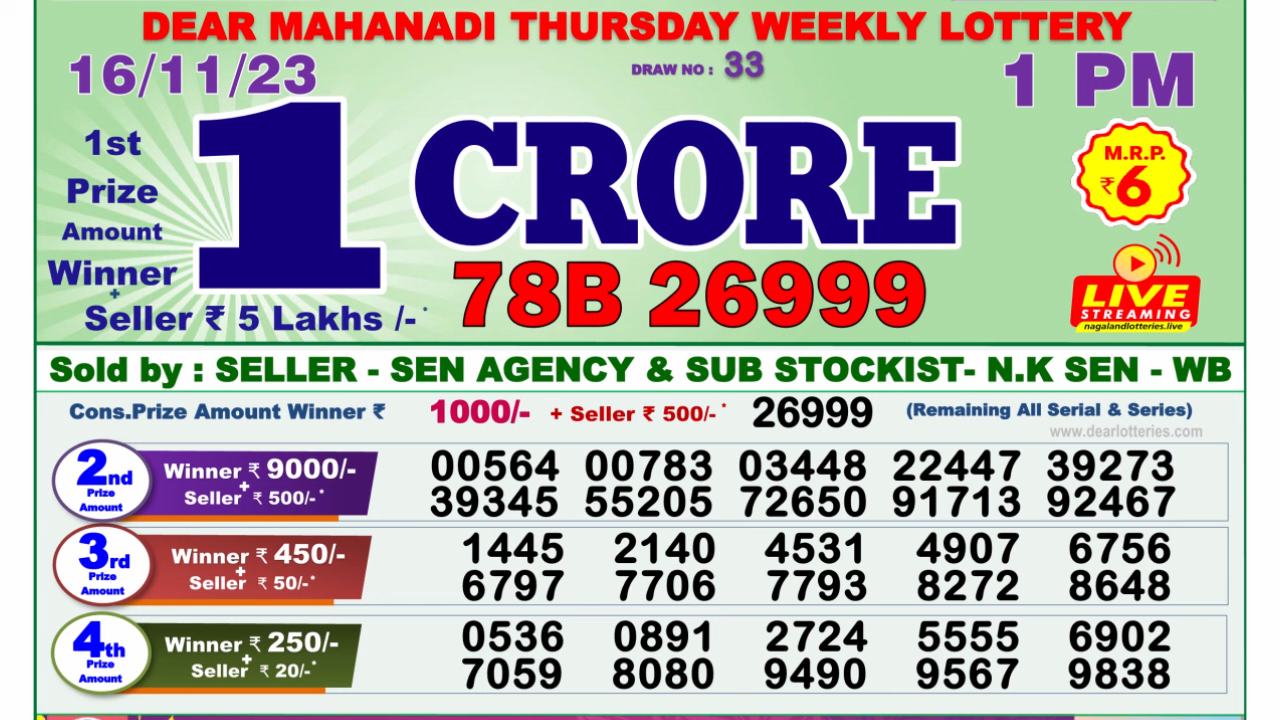 DEAR MAHANADI THURSDAY WEEKLY LOTTERY
16/11/23
DRAW NO : 33
1 PM
1st
Prize
Amount
Winner
+
Seller ₹ 5 Lakhs /-*
1 CRORE
78B 26999
M.R.P.
₹6
LIVE
STREAMING
nagalandlotteries.live
Sold by : SELLER - SEN AGENCY & SUB STOCKIST- N.K SEN - WB
Cons.Prize Amount Winner ₹ 1000/- + Seller ₹ 500/-* 26999 (Remaining All Serial & Series)
www.dearlotteries.com
2nd
Prize
Amount
Winner ₹ 9000/-
+
Seller ₹ 500/-*
00564 00783 03448 22447 39273
39345 55205 72650 91713 92467
3rd
Prize
Amount
Winner ₹ 450/-
+
Seller ₹ 50/-*
1445 2140 4531 4907 6756
6797 7706 7793 8272 8648
4th
Prize
Amount
Winner ₹ 250/-
+
Seller ₹ 20/-*
0536 0891 2724 5555 6902
7059 8080 9490 9567 9838